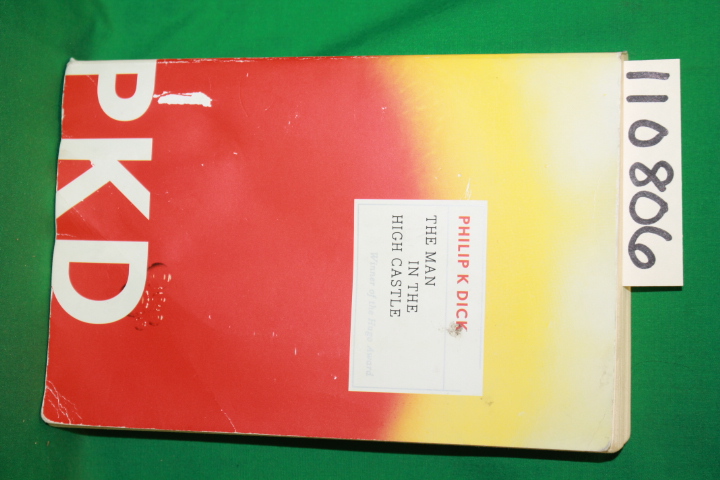 PHILIP K DICK
THE MAN
IN THE
HIGH CASTLE
Winner of the Hugo Award
PKD
110806